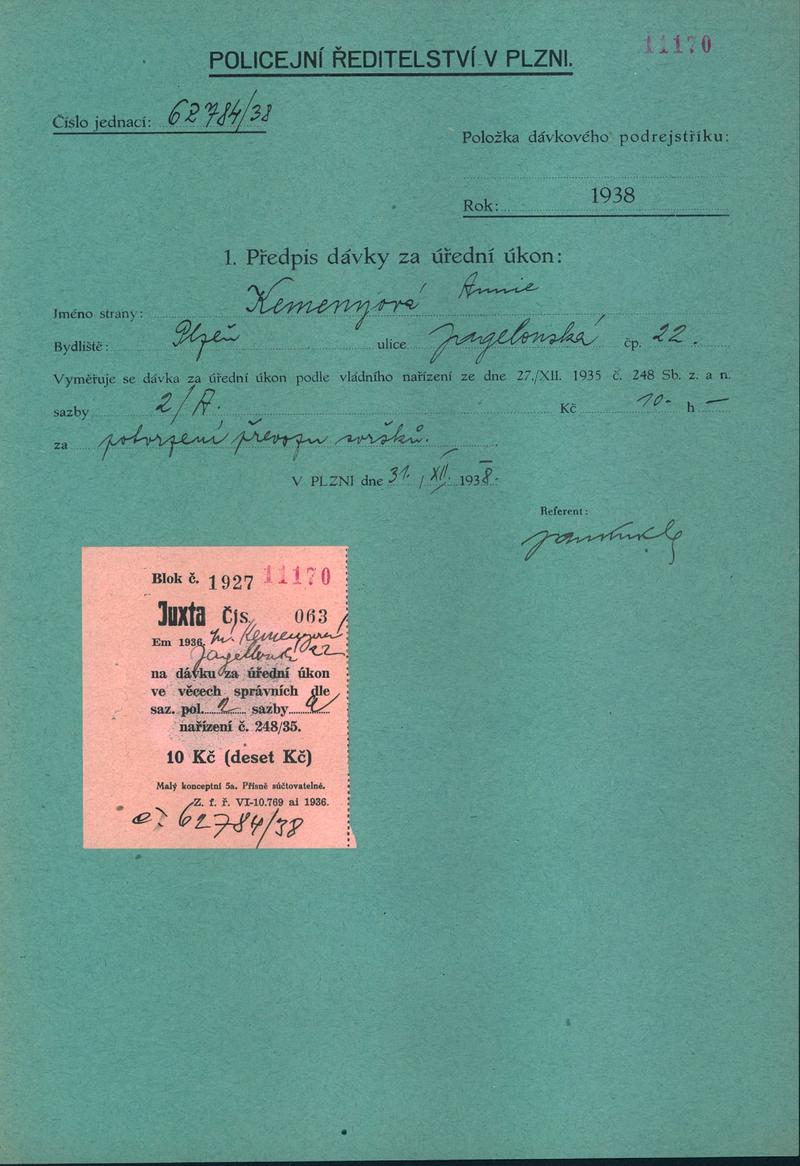 11170
POLICEJNÍ ŘEDITELSTVÍ V PLZNI.
Číslo jednací: 62784/38
Položka dávkového podrejstříku:
Rok: 1938
1. Předpis dávky za úřední úkon:
Jméno strany: Kemenyová Annie
Bydliště: Plzeň ulice Jagelonská čp. 22.
Vyměřuje se dávka za úřední úkon podle vládního nařízení ze dne 27./XII. 1935 č. 248 Sb. z. a n.
sazby 2/A. Kč 10.- h —
za potvrzení převozu svršků.
V PLZNI dne 31. / XII. 1938.
Referent:
Blok č. 1927 11170
Juxta čís. 063
Em 1936. Kemenyová
Jagellonská 22
na dávku za úřední úkon
ve věcech správních dle
saz. pol. 2 sazby a
nařízení č. 248/35.
10 Kč (deset Kč)
Malý konceptní 5a. Přísně súčtovatelné.
Z. f. ř. VI-10.769 ai 1936.
62784/38